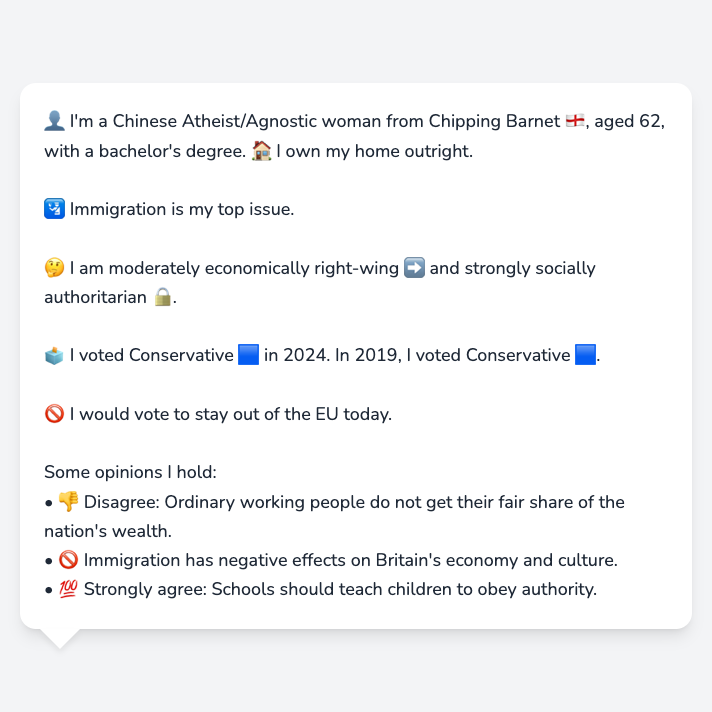 👤 I'm a Chinese Atheist/Agnostic woman from Chipping Barnet 🏴󠁧󠁢󠁥󠁮󠁧󠁿, aged 62,
with a bachelor's degree. 🏠 I own my home outright.
🛂 Immigration is my top issue.
🤔 I am moderately economically right-wing ➡️ and strongly socially
authoritarian 🔒.
🗳️ I voted Conservative 🟦 in 2024. In 2019, I voted Conservative 🟦.
🚫 I would vote to stay out of the EU today.
Some opinions I hold:
• 👎 Disagree: Ordinary working people do not get their fair share of the
nation's wealth.
• 🚫 Immigration has negative effects on Britain's economy and culture.
• 💯 Strongly agree: Schools should teach children to obey authority.